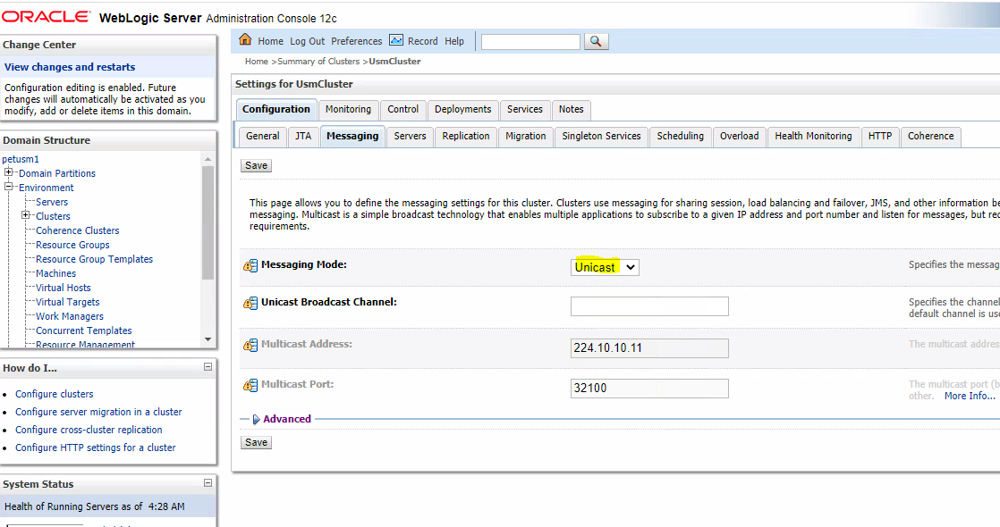 ORACLE® WebLogic Server Administration Console 12c
Change Center
View changes and restarts
Configuration editing is enabled. Future
changes will automatically be activated as you
modify, add or delete items in this domain.
Domain Structure
petusm1
Domain Partitions
Environment
Servers
Clusters
Coherence Clusters
Resource Groups
Resource Group Templates
Machines
Virtual Hosts
Virtual Targets
Work Managers
Concurrent Templates
Resource Management
How do I...
Configure clusters
Configure server migration in a cluster
Configure cross-cluster replication
Configure HTTP settings for a cluster
System Status
Health of Running Servers as of 4:28 AM
Home Log Out Preferences Record Help
Home >Summary of Clusters >UsmCluster
Settings for UsmCluster
Configuration Monitoring Control Deployments Services Notes
General JTA Messaging Servers Replication Migration Singleton Services Scheduling Overload Health Monitoring HTTP Coherence
Save
This page allows you to define the messaging settings for this cluster. Clusters use messaging for sharing session, load balancing and failover, JMS, and other information
messaging. Multicast is a simple broadcast technology that enables multiple applications to subscribe to a given IP address and port number and listen for messages, but
requirements.
Messaging Mode: Unicast Specifies the
Unicast Broadcast Channel: Specifies the channel
default channel is
Multicast Address: 224.10.10.11 The multicast
Multicast Port: 32100 The multicast port
other. More Info...
Advanced
Save